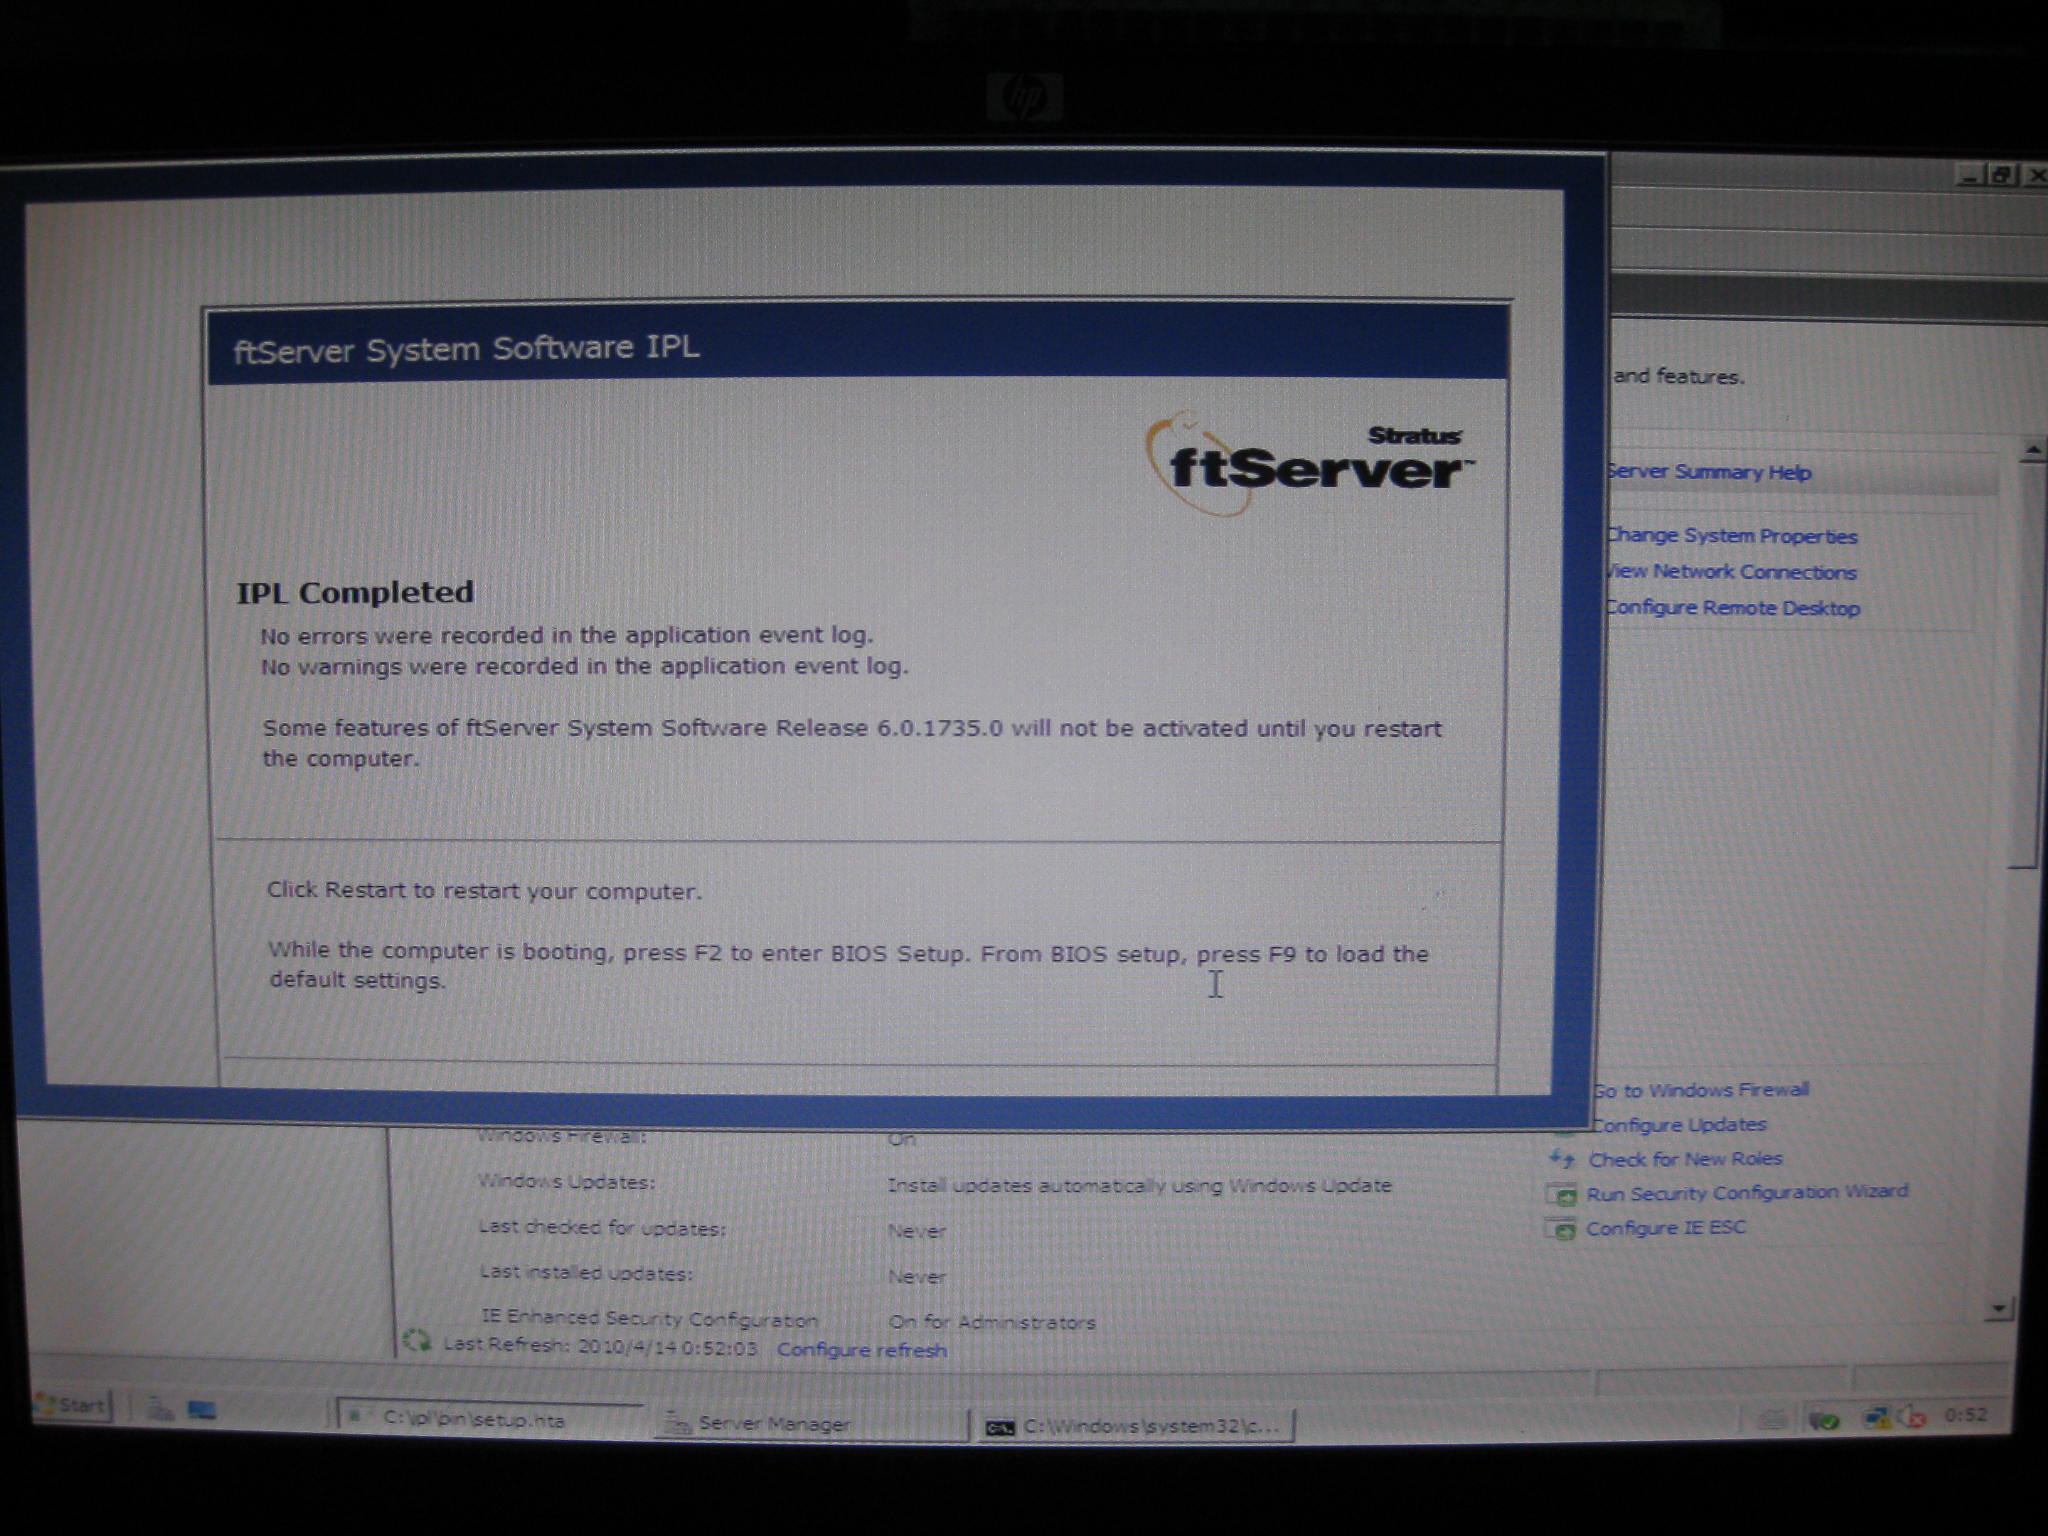 hp
ftServer System Software IPL
Stratus
ftServer™
IPL Completed
No errors were recorded in the application event log.
No warnings were recorded in the application event log.
Some features of ftServer System Software Release 6.0.1735.0 will not be activated until you restart
the computer.
Click Restart to restart your computer.
While the computer is booting, press F2 to enter BIOS Setup. From BIOS setup, press F9 to load the
default settings.
and features.
Server Summary Help
Change System Properties
View Network Connections
Configure Remote Desktop
Go to Windows Firewall
Configure Updates
Check for New Roles
Run Security Configuration Wizard
Configure IE ESC
Windows Firewall: On
Windows Updates: Install updates automatically using Windows Update
Last checked for updates: Never
Last installed updates: Never
IE Enhanced Security Configuration On for Administrators
Last Refresh: 2010/4/14 0:52:03 Configure refresh
Start C:\ipl\bin\setup.hta Server Manager C:\Windows\system32\c... 0:52